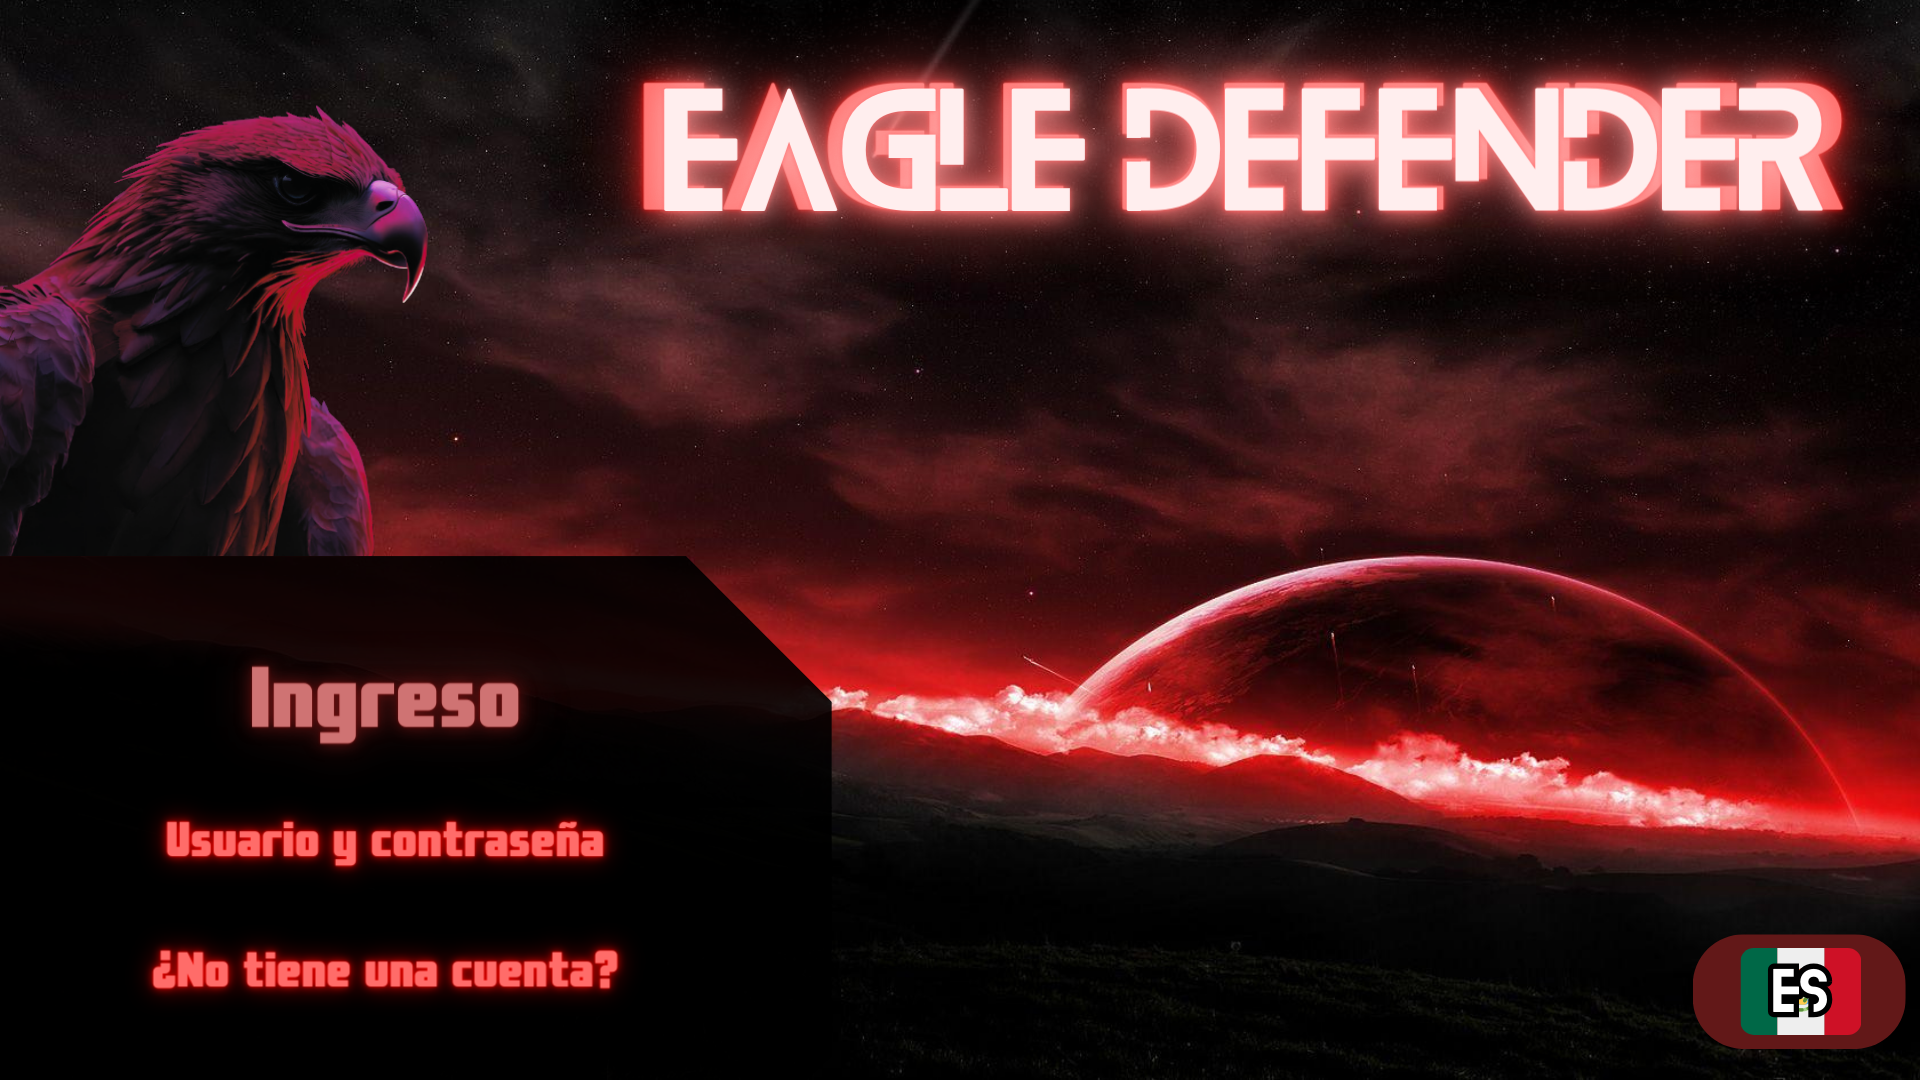 EAGLE DEFENDER
Ingreso
Usuario y contraseña
¿No tiene una cuenta?
ES